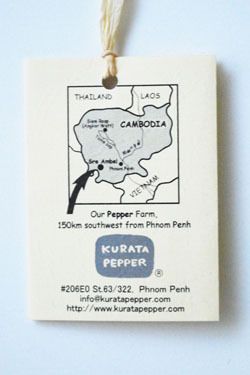 THAILAND LAOS
Siem Reap
(Angkor Watt)
CAMBODIA
Sre Ambel
Phnom Penh
VIETNAM
Our Pepper Farm,
150km southwest from Phnom Penh
KURATA
PEPPER
®
#206E0 St.63/322, Phnom Penh
info@kuratapepper.com
http://www.kuratapepper.com